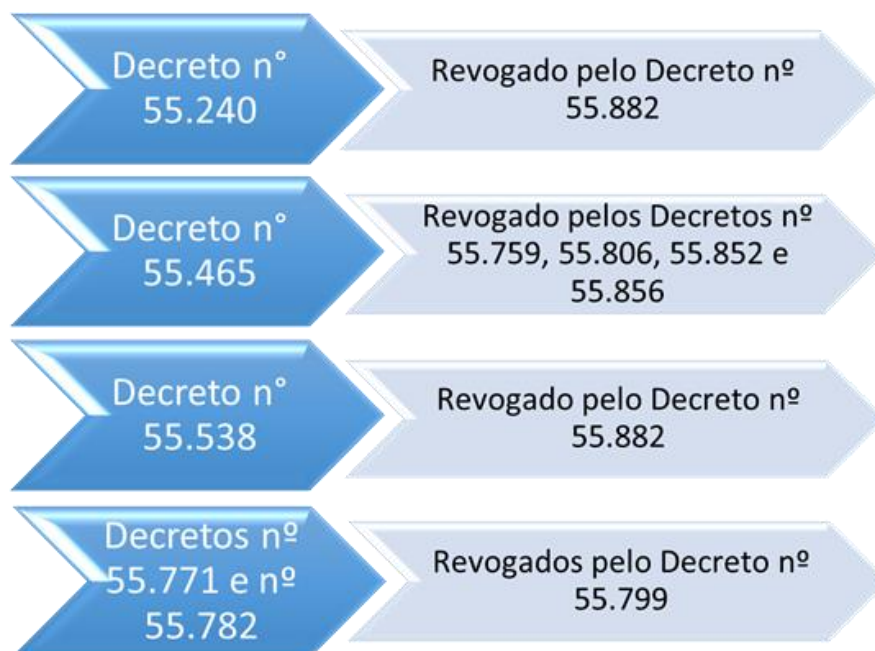 Decreto n°
55.240
Revogado pelo Decreto nº
55.882
Decreto n°
55.465
Revogado pelos Decretos nº
55.759, 55.806, 55.852 e
55.856
Decreto n°
55.538
Revogado pelo Decreto nº
55.882
Decretos nº
55.771 e nº
55.782
Revogados pelo Decreto nº
55.799